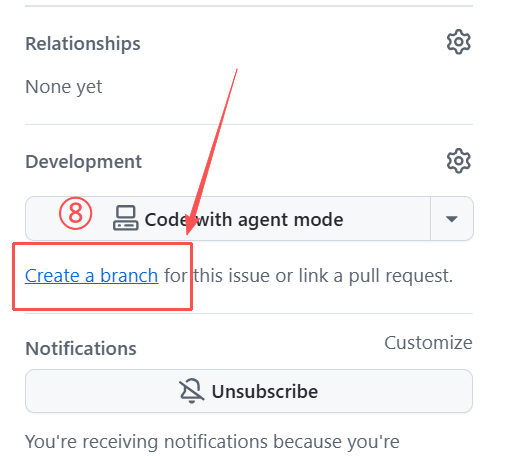 Relationships
None yet
Development
⑧ Code with agent mode
Create a branch for this issue or link a pull request.
Notifications Customize
Unsubscribe
You're receiving notifications because you're